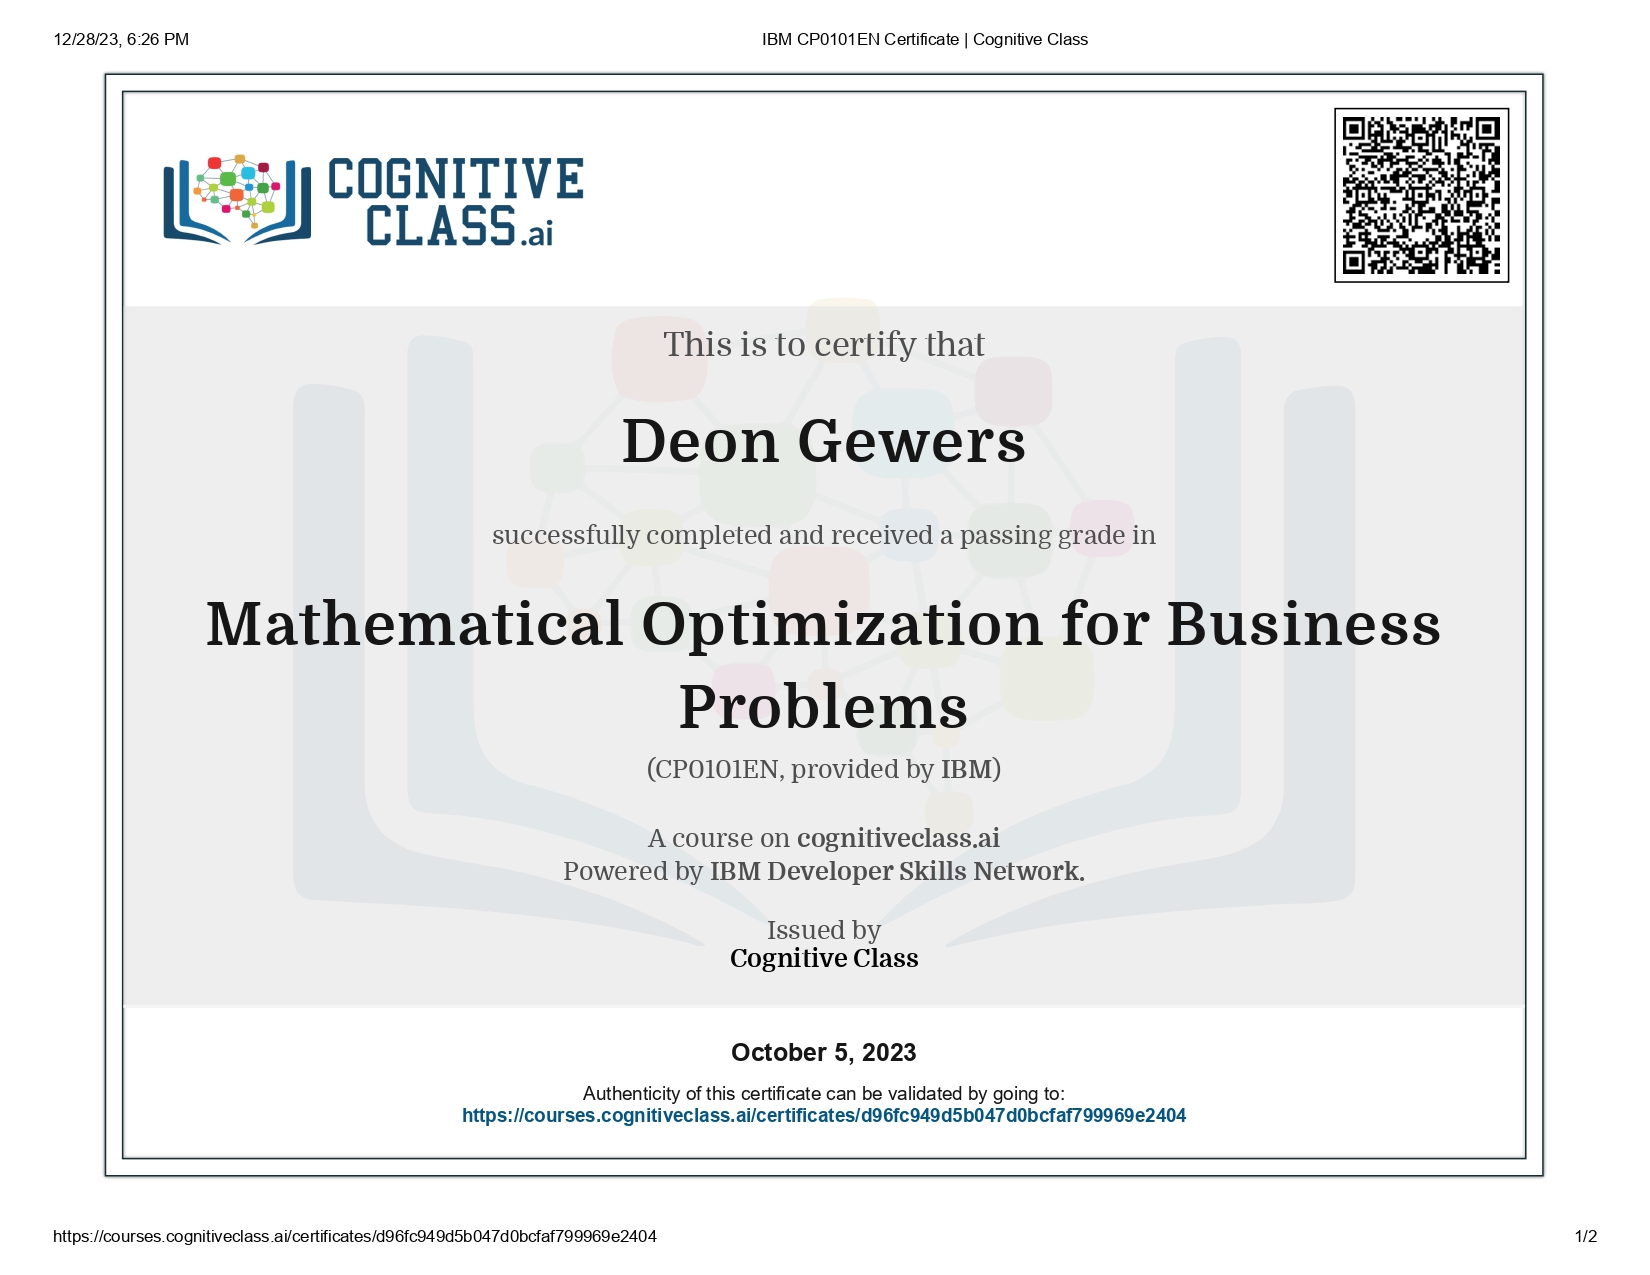 12/28/23, 6:26 PM
IBM CP0101EN Certificate | Cognitive Class
COGNITIVE
CLASS.ai
This is to certify that
Deon Gewers
successfully completed and received a passing grade in
Mathematical Optimization for Business
Problems
(CP0101EN, provided by IBM)
A course on cognitiveclass.ai
Powered by IBM Developer Skills Network.
Issued by
Cognitive Class
October 5, 2023
Authenticity of this certificate can be validated by going to:
https://courses.cognitiveclass.ai/certificates/d96fc949d5b047d0bcfaf799969e2404
https://courses.cognitiveclass.ai/certificates/d96fc949d5b047d0bcfaf799969e2404
1/2